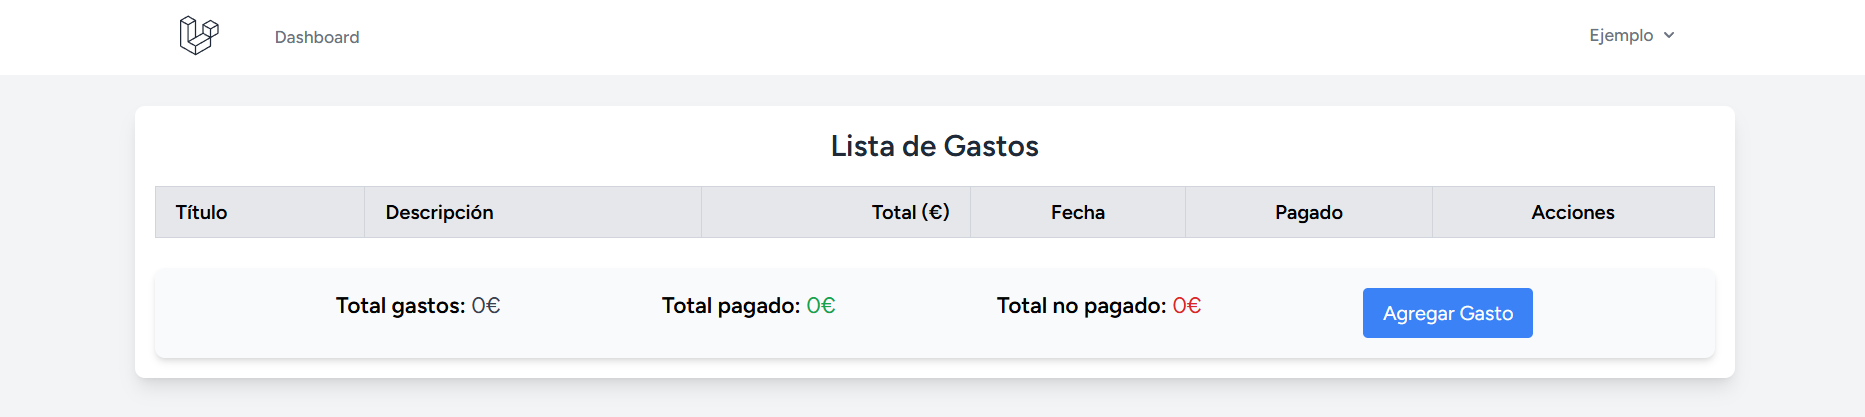 Dashboard
Ejemplo
Lista de Gastos
Título Descripción Total (€) Fecha Pagado Acciones
Total gastos: 0€ Total pagado: 0€ Total no pagado: 0€ Agregar Gasto